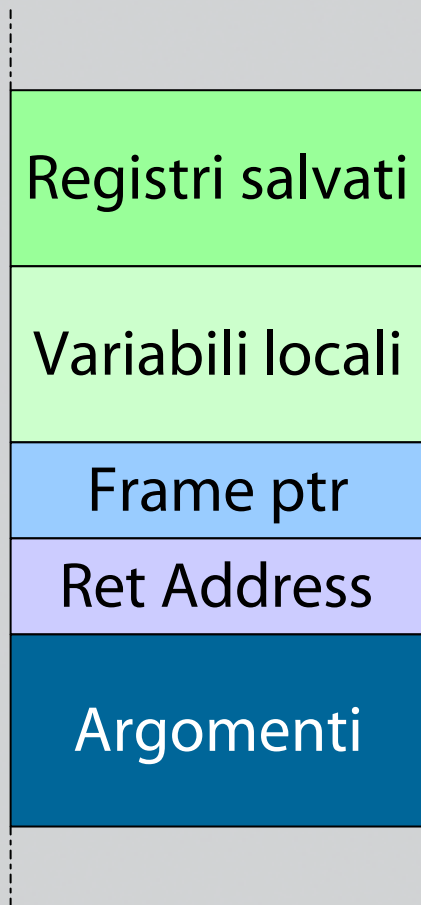 Registri salvati
Variabili locali
Frame ptr
Ret Address
Argomenti